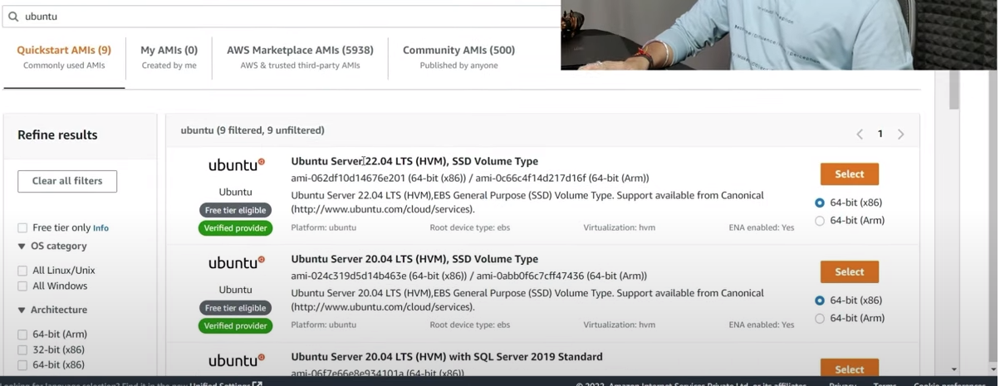 ubuntu
Quickstart AMIs (9)
Commonly used AMIs
My AMIs (0)
Created by me
AWS Marketplace AMIs (5938)
AWS & trusted third-party AMIs
Community AMIs (500)
Published by anyone
Refine results
Clear all filters
Free tier only Info
OS category
All Linux/Unix
All Windows
Architecture
64-bit (Arm)
32-bit (x86)
64-bit (x86)
ubuntu (9 filtered, 9 unfiltered)
1
ubuntu
Ubuntu
Free tier eligible
Verified provider
Ubuntu Server 22.04 LTS (HVM), SSD Volume Type
ami-062df10d14676e201 (64-bit (x86)) / ami-0c66c4f14d217d16f (64-bit (Arm))
Ubuntu Server 22.04 LTS (HVM),EBS General Purpose (SSD) Volume Type. Support available from Canonical
(http://www.ubuntu.com/cloud/services).
Platform: ubuntu Root device type: ebs Virtualization: hvm ENA enabled: Yes
Select
64-bit (x86)
64-bit (Arm)
ubuntu
Ubuntu
Free tier eligible
Verified provider
Ubuntu Server 20.04 LTS (HVM), SSD Volume Type
ami-024c319d5d14b463e (64-bit (x86)) / ami-0abb0f6c7cff47436 (64-bit (Arm))
Ubuntu Server 20.04 LTS (HVM),EBS General Purpose (SSD) Volume Type. Support available from Canonical
(http://www.ubuntu.com/cloud/services).
Platform: ubuntu Root device type: ebs Virtualization: hvm ENA enabled: Yes
Select
64-bit (x86)
64-bit (Arm)
ubuntu
Ubuntu Server 20.04 LTS (HVM) with SQL Server 2019 Standard
ami-06f7e66e8e934101a (64-bit (x86))
Select
Looking for language selection? Find it in the new Unified Settings
© 2022, Amazon Internet Services Private Ltd. or its affiliates.
Privacy Terms Cookie preferences